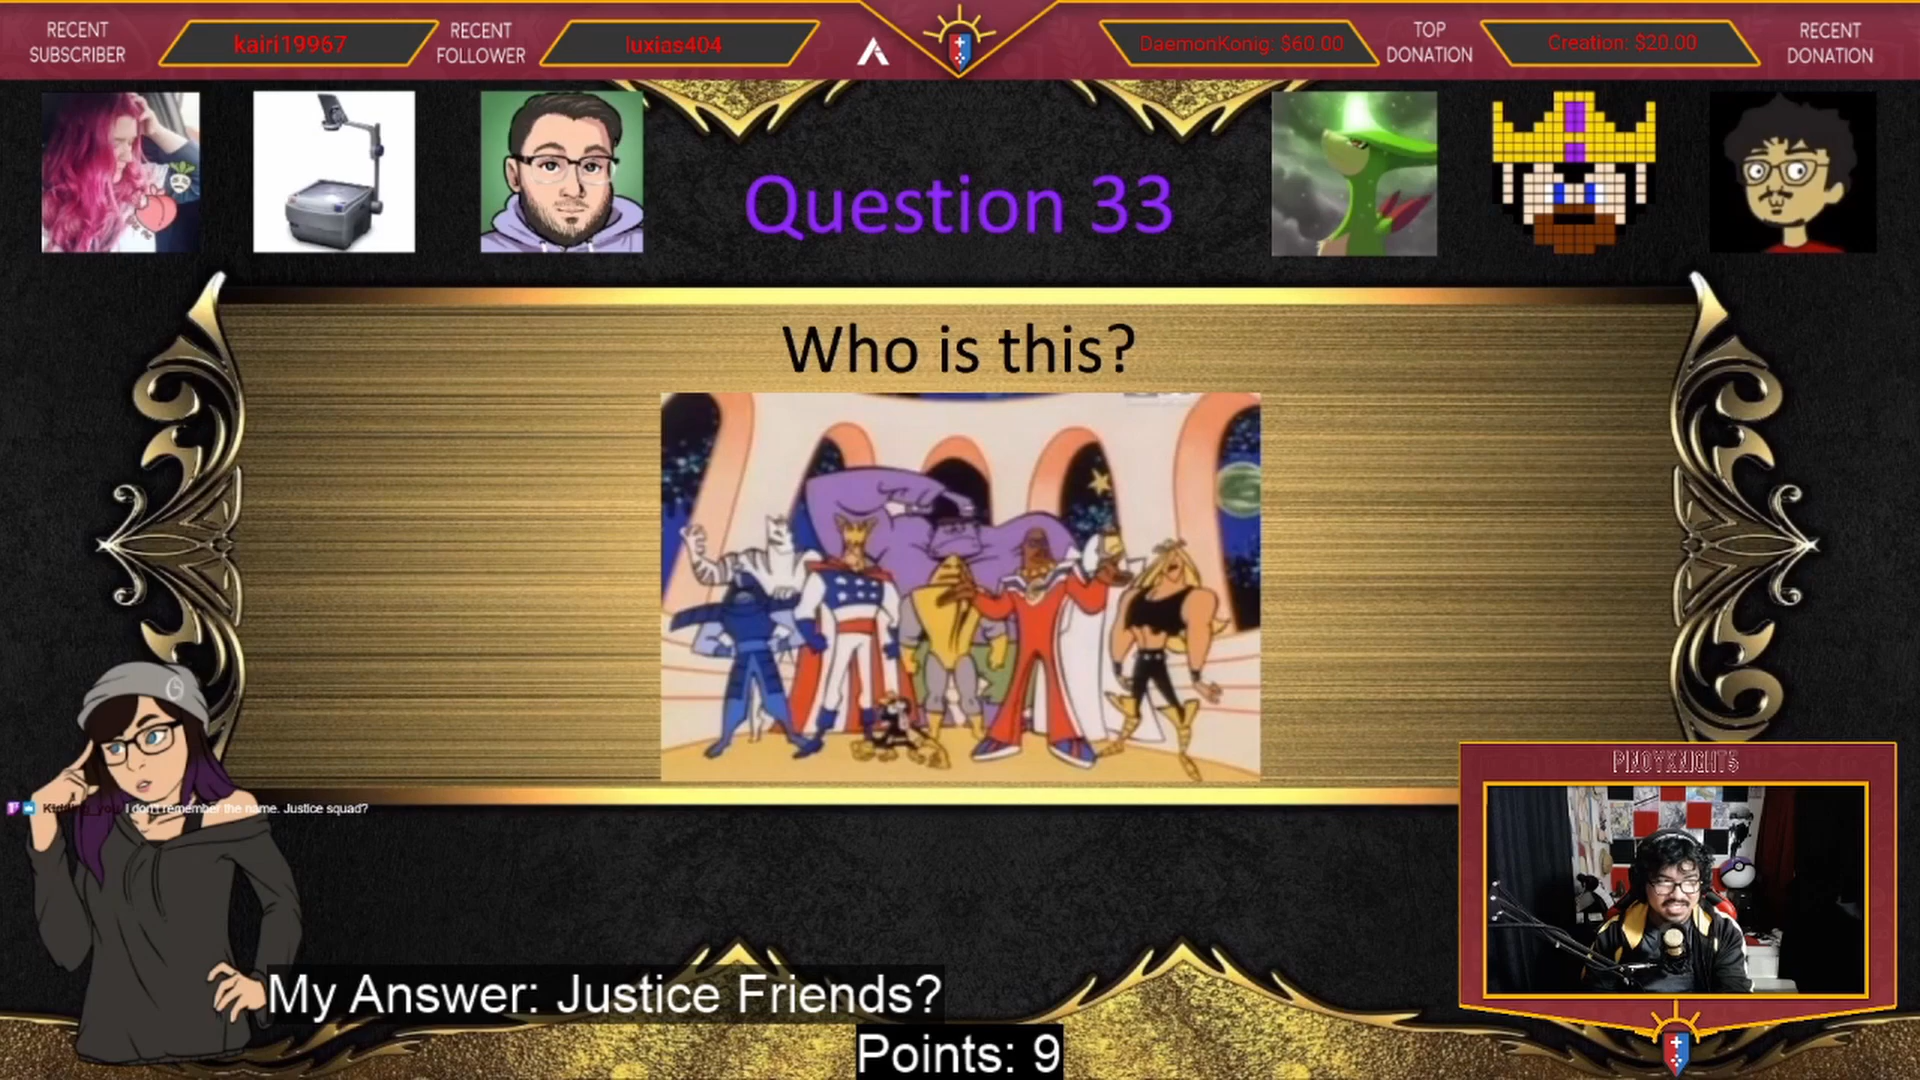 RECENT
SUBSCRIBER
kairi19967
RECENT
FOLLOWER
luxias404
DaemonKonig: $60.00
TOP
DONATION
Creation: $20.00
RECENT
DONATION
Question 33
Who is this?
PINOYKNIGHTS
I don't remember the name. Justice squad?
My Answer: Justice Friends?
Points: 9